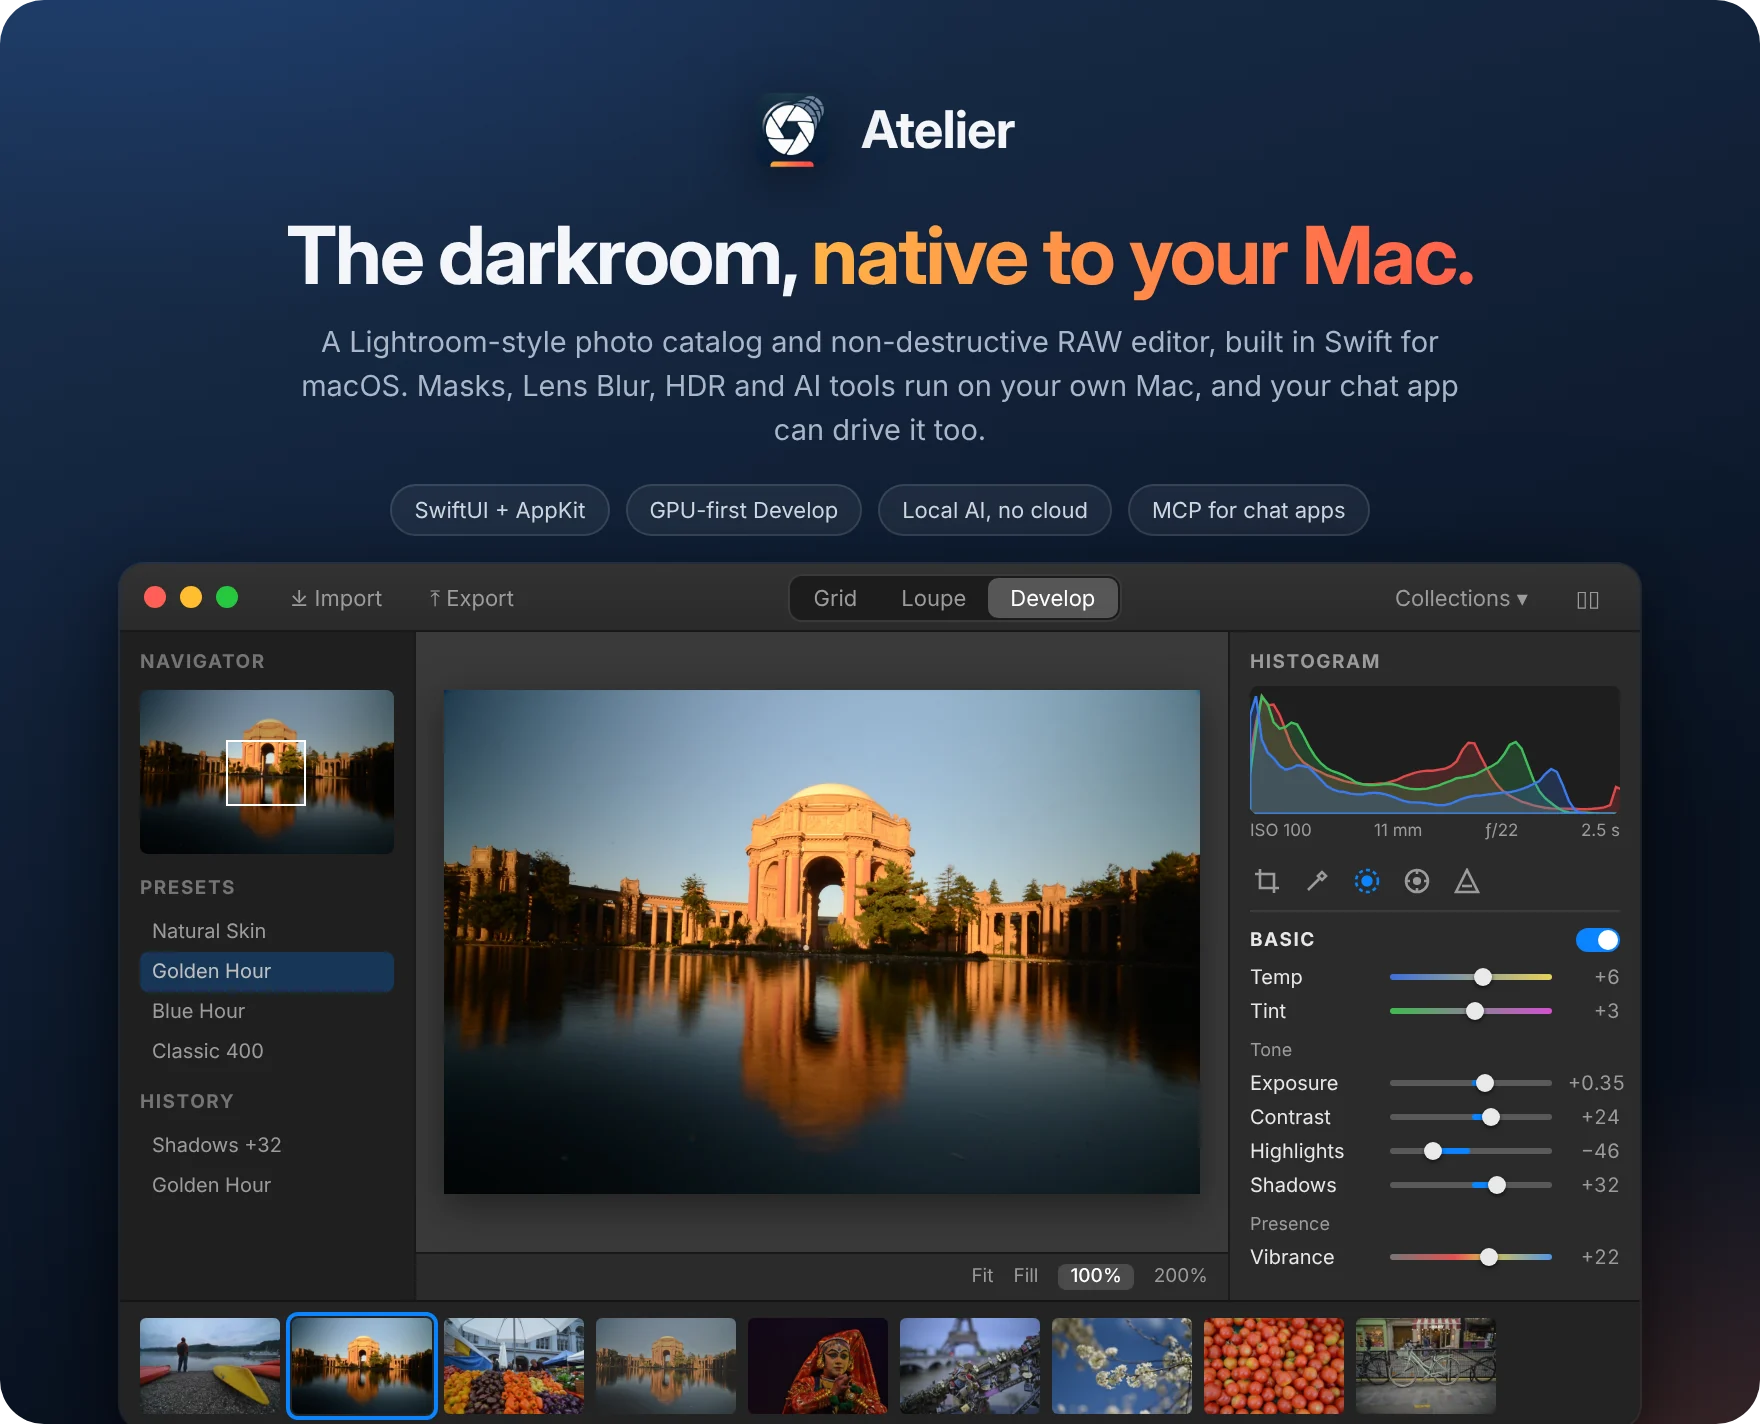 Atelier
The darkroom, native to your Mac.
A Lightroom-style photo catalog and non-destructive RAW editor, built in Swift for
macOS. Masks, Lens Blur, HDR and AI tools run on your own Mac, and your chat app
can drive it too.
SwiftUI + AppKit
GPU-first Develop
Local AI, no cloud
MCP for chat apps
Import
Export
Grid
Loupe
Develop
Collections ▾
NAVIGATOR
PRESETS
Natural Skin
Golden Hour
Blue Hour
Classic 400
HISTORY
Shadows +32
Golden Hour
Fit
Fill
100%
200%
HISTOGRAM
ISO 100
11 mm
ƒ/22
2.5 s
BASIC
Temp +6
Tint +3
Tone
Exposure +0.35
Contrast +24
Highlights −46
Shadows +32
Presence
Vibrance +22